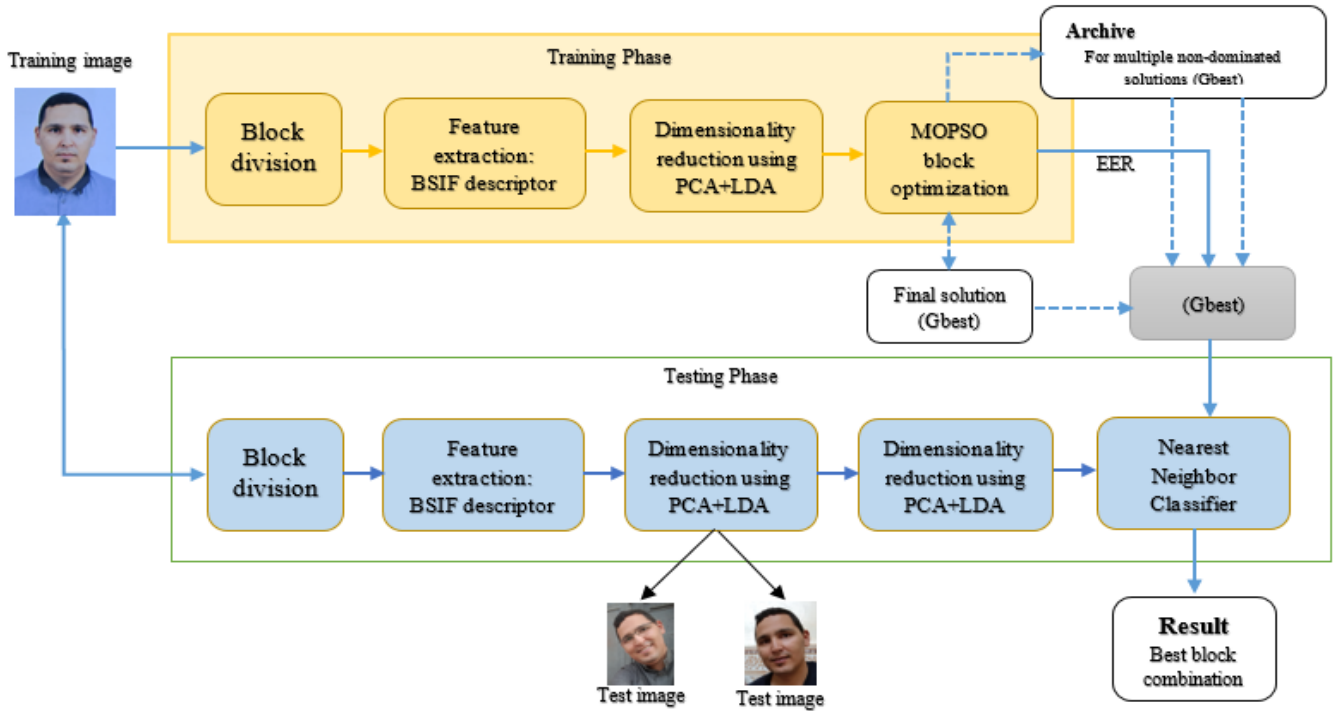 Training image
Training Phase
Block
division
Feature
extraction:
BSIF descriptor
Dimensionality
reduction using
PCA+LDA
MOPSO
block
optimization
Archive
For multiple non-dominated
solutions (Gbest)
EER
Final solution
(Gbest)
(Gbest)
Testing Phase
Block
division
Feature
extraction:
BSIF descriptor
Dimensionality
reduction using
PCA+LDA
Dimensionality
reduction using
PCA+LDA
Nearest
Neighbor
Classifier
Test image
Test image
Result
Best block
combination